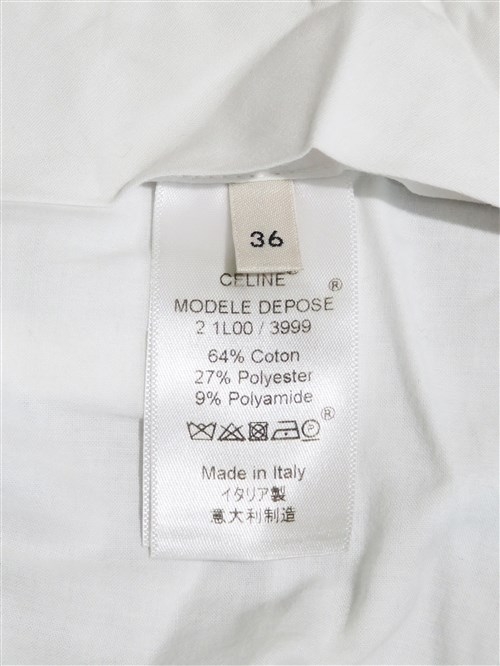 36
CELINE®
MODELE DEPOSE ®
2 1L00 / 3999
64% Coton
27% Polyester
9% Polyamide
P ®
Made in Italy
イタリア製
意大利制造